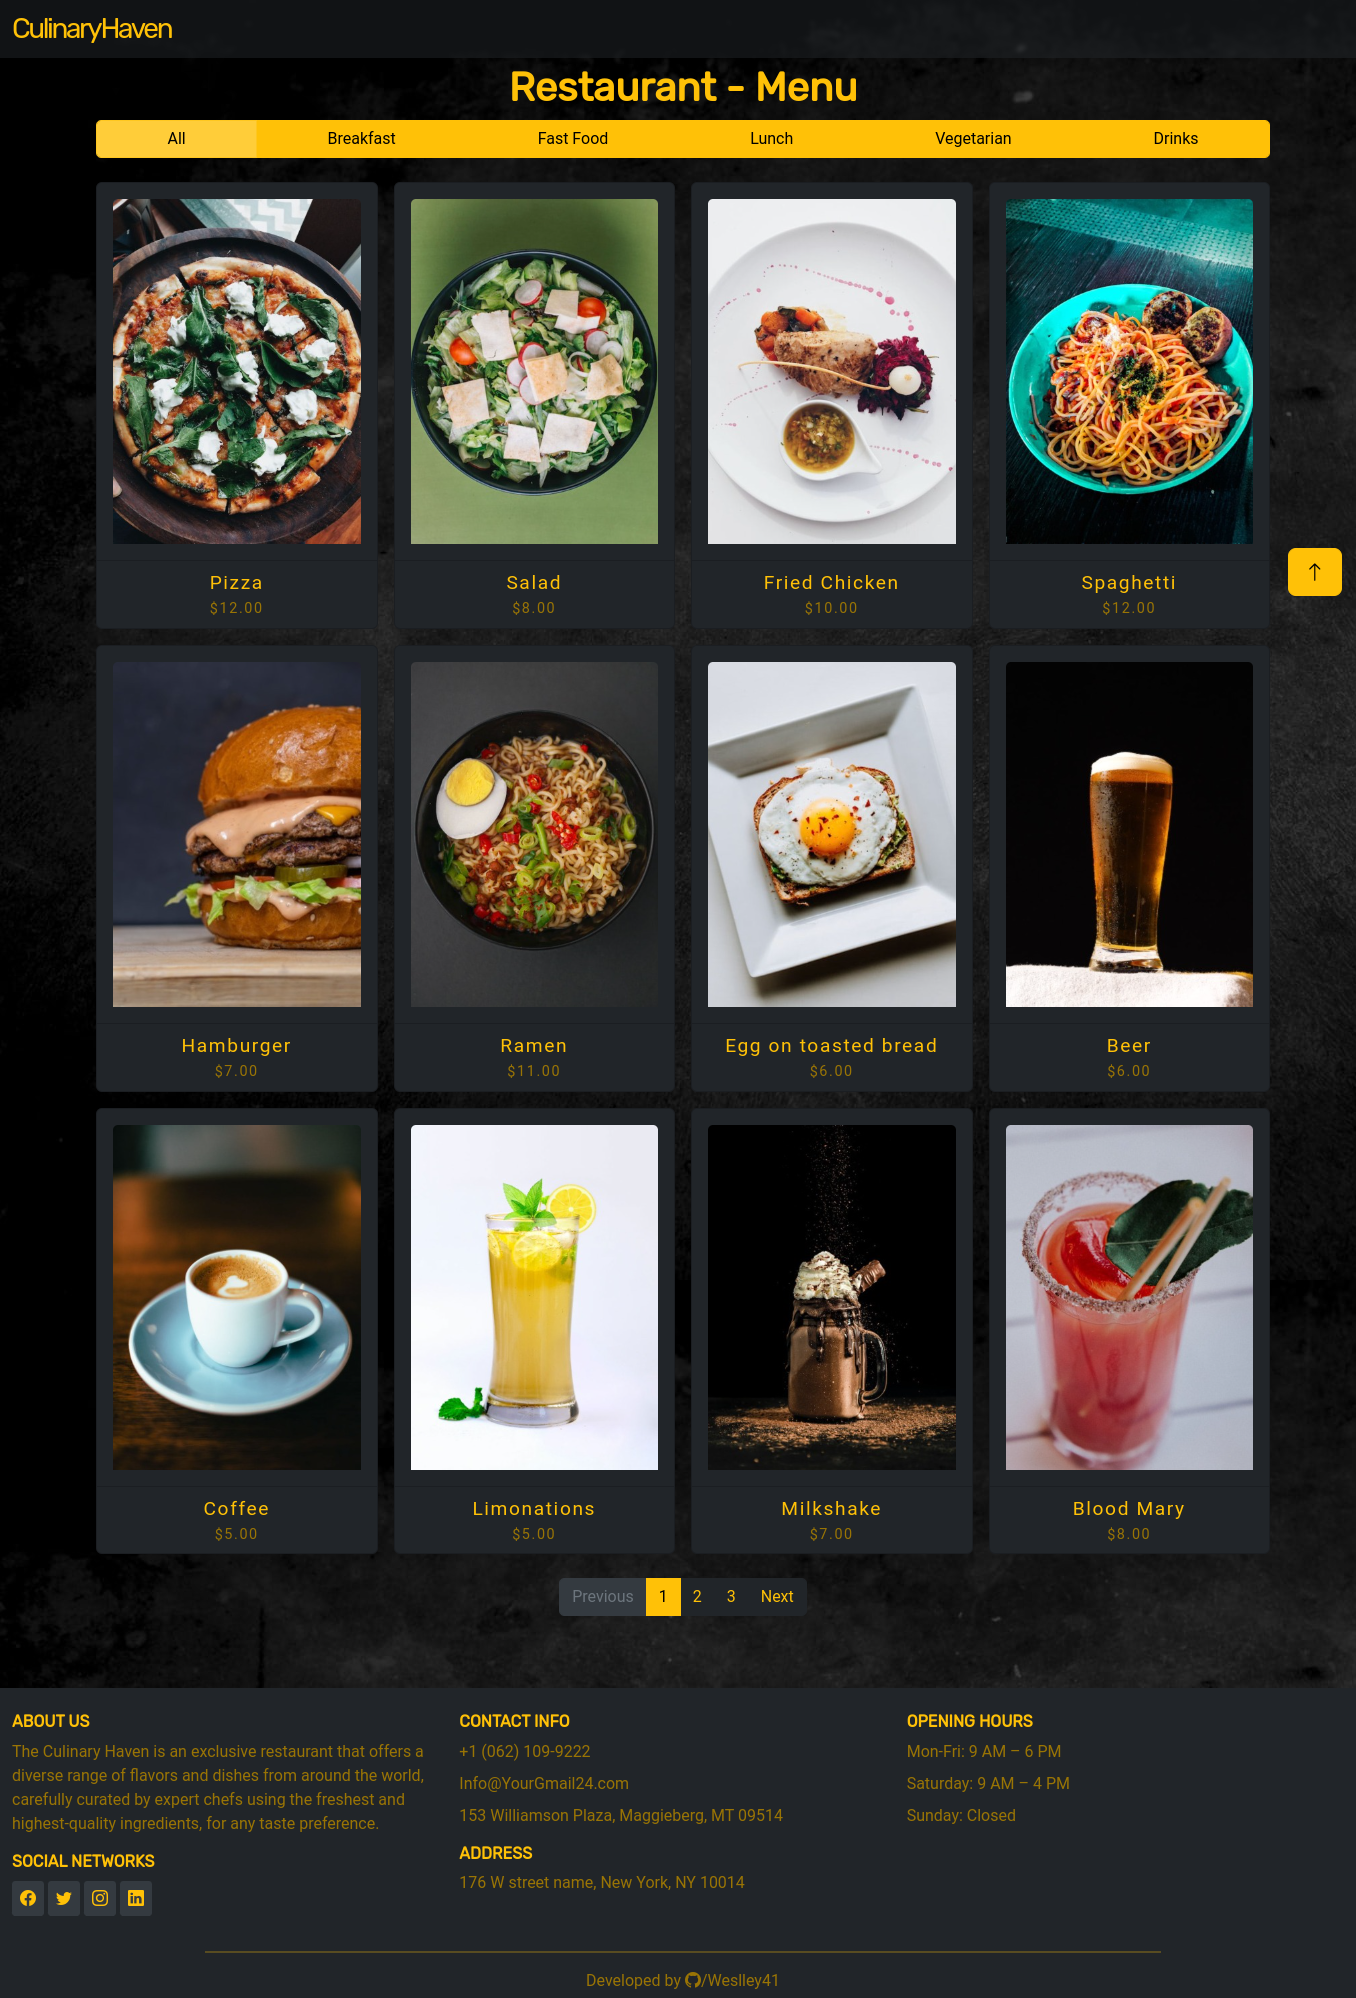 CulinaryHaven
Restaurant - Menu
All Breakfast Fast Food Lunch Vegetarian Drinks
Pizza
$12.00
Salad
$8.00
Fried Chicken
$10.00
Spaghetti
$12.00
Hamburger
$7.00
Ramen
$11.00
Egg on toasted bread
$6.00
Beer
$6.00
Coffee
$5.00
Limonations
$5.00
Milkshake
$7.00
Blood Mary
$8.00
Previous 1 2 3 Next
ABOUT US
The Culinary Haven is an exclusive restaurant that offers a
diverse range of flavors and dishes from around the world,
carefully curated by expert chefs using the freshest and
highest-quality ingredients, for any taste preference.
SOCIAL NETWORKS
CONTACT INFO
+1 (062) 109-9222
Info@YourGmail24.com
153 Williamson Plaza, Maggieberg, MT 09514
ADDRESS
176 W street name, New York, NY 10014
OPENING HOURS
Mon-Fri: 9 AM – 6 PM
Saturday: 9 AM – 4 PM
Sunday: Closed
Developed by /Weslley41